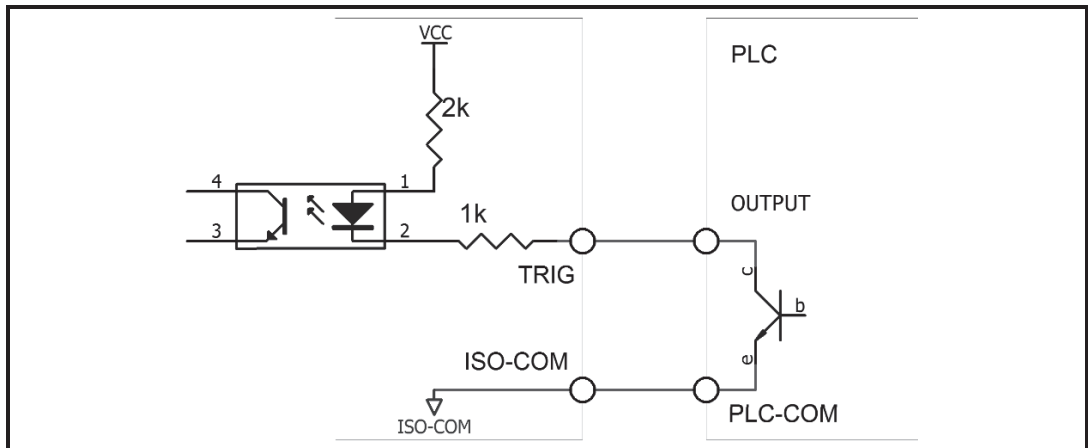 VCC
PLC
2k
4
1
OUTPUT
1k
3
2
TRIG
c
b
ISO-COM
e
PLC-COM
ISO-COM